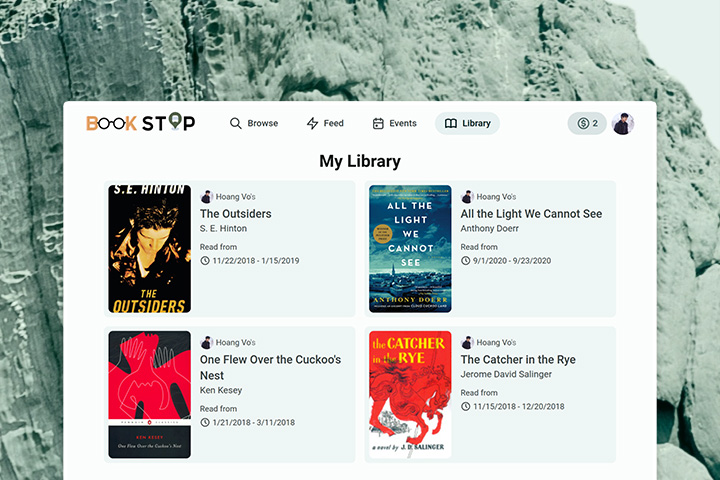 BOOK STOP
Browse
Feed
Events
Library
2
My Library
S.E. HINTON
THE
OUTSIDERS
Hoang Vo's
The Outsiders
S. E. Hinton
Read from
11/22/2018 - 1/15/2019
ALL THE
LIGHT
WE
CANNOT
SEE
ANTHONY DOERR
Hoang Vo's
All the Light We Cannot See
Anthony Doerr
Read from
9/1/2020 - 9/23/2020
KEN KESEY
One Flew Over the Cuckoo's Nest
Hoang Vo's
One Flew Over the Cuckoo's
Nest
Ken Kesey
Read from
1/21/2018 - 3/11/2018
the CATCHER
in the RYE
a novel by J. D. SALINGER
Hoang Vo's
The Catcher in the Rye
Jerome David Salinger
Read from
11/15/2018 - 12/20/2018